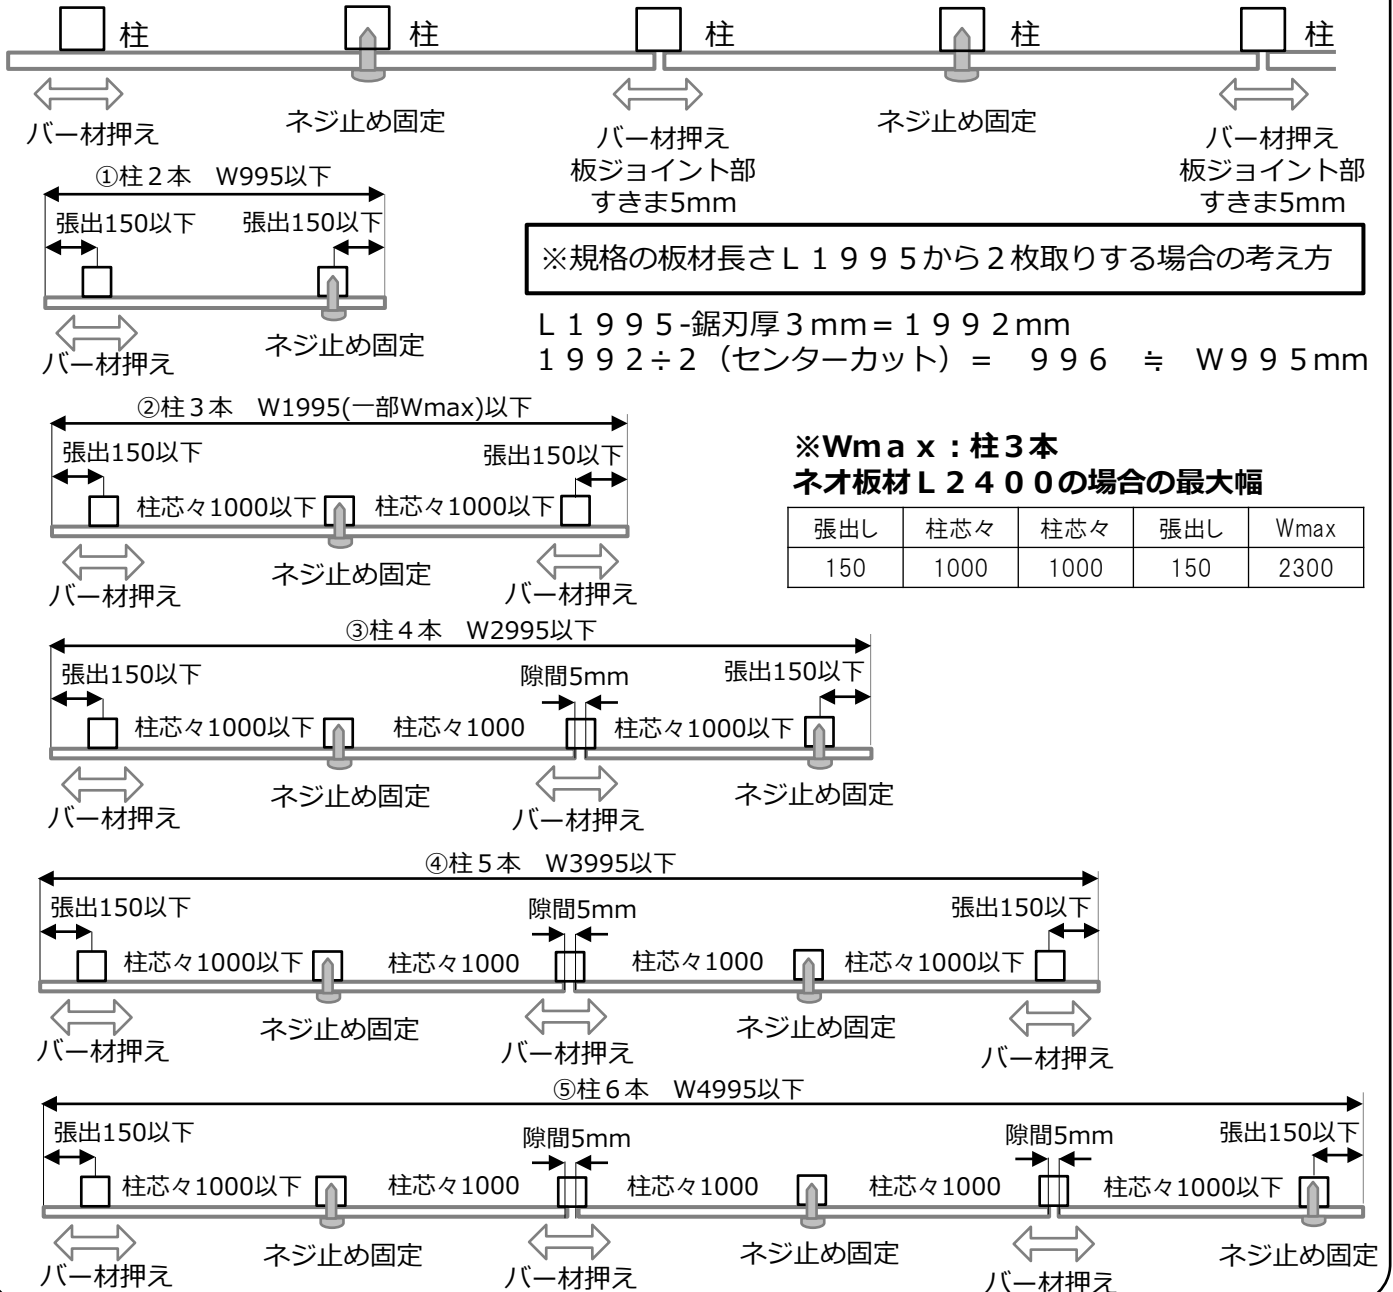 柱 柱 柱 柱 柱
バー材押え ネジ止め固定 バー材押え ネジ止め固定 バー材押え
板ジョイント部 板ジョイント部
すきま5mm すきま5mm
①柱２本　W995以下
張出150以下 張出150以下
バー材押え ネジ止め固定
※規格の板材長さＬ１９９５から２枚取りする場合の考え方
Ｌ１９９５-鋸刃厚３mm＝１９９２mm
１９９２÷２（センターカット）＝　９９６　≒　Ｗ９９５mm
②柱３本　W1995(一部Wmax)以下
張出150以下 張出150以下
柱芯々1000以下 柱芯々1000以下
バー材押え ネジ止め固定 バー材押え
※Wｍａｘ：柱３本
ネオ板材Ｌ２４００の場合の最大幅
張出し 柱芯々 柱芯々 張出し Wmax
150 1000 1000 150 2300
③柱４本　W2995以下
張出150以下 隙間5mm 張出150以下
柱芯々1000以下 柱芯々1000 柱芯々1000以下
バー材押え ネジ止め固定 バー材押え ネジ止め固定
④柱５本　W3995以下
張出150以下 隙間5mm 張出150以下
柱芯々1000以下 柱芯々1000 柱芯々1000 柱芯々1000以下
バー材押え ネジ止め固定 バー材押え ネジ止め固定 バー材押え
⑤柱６本　W4995以下
張出150以下 隙間5mm 隙間5mm 張出150以下
柱芯々1000以下 柱芯々1000 柱芯々1000 柱芯々1000 柱芯々1000以下
バー材押え ネジ止め固定 バー材押え ネジ止め固定 バー材押え ネジ止め固定